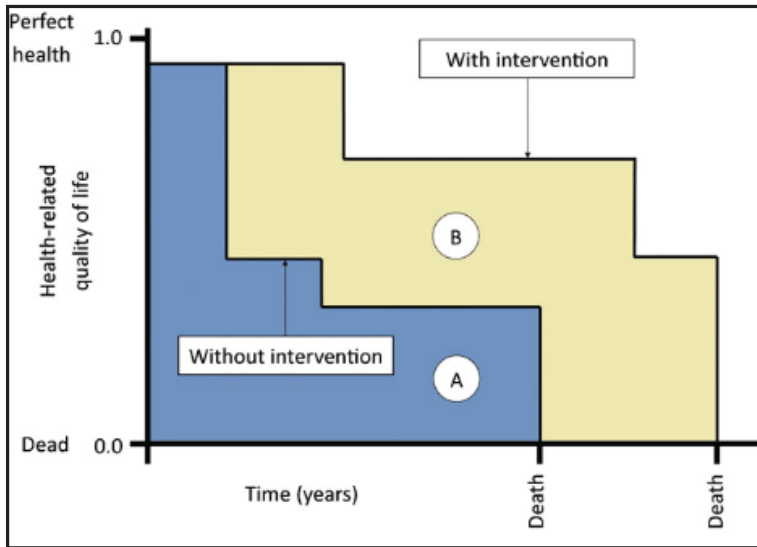 Perfect
health
1.0
With intervention
Health-related
quality of life
B
Without intervention
A
Dead
0.0
Time (years)
Death
Death